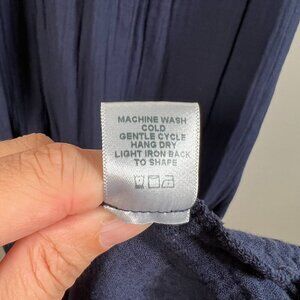 MACHINE WASH
COLD
GENTLE CYCLE
HANG DRY
LIGHT IRON BACK
TO SHAPE